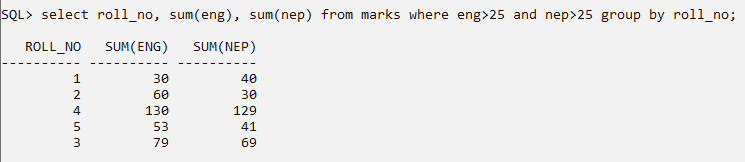 SQL> select roll_no, sum(eng), sum(nep) from marks where eng>25 and nep>25 group by roll_no;
ROLL_NO SUM(ENG) SUM(NEP)
---------- ---------- ----------
1 30 40
2 60 30
4 130 129
5 53 41
3 79 69